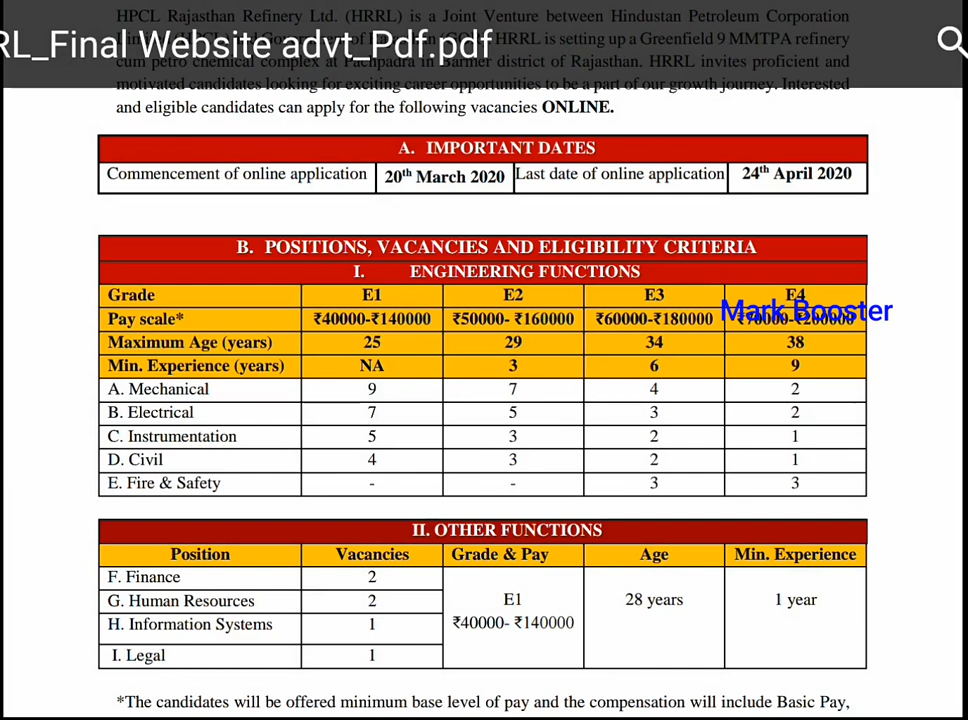 HPCL Rajasthan Refinery Ltd. (HRRL) is a Joint Venture between Hindustan Petroleum Corporation
RL_Final Website advt_Pdf.pdf
HRRL is setting up a Greenfield 9 MMTPA refinery
cum petro chemical complex at Pachpadra in Barmer district of Rajasthan. HRRL invites proficient and
motivated candidates looking for exciting career opportunities to be a part of our growth journey. Interested
and eligible candidates can apply for the following vacancies ONLINE.
A. IMPORTANT DATES
Commencement of online application 20th March 2020 Last date of online application 24th April 2020
B. POSITIONS, VACANCIES AND ELIGIBILITY CRITERIA
I. ENGINEERING FUNCTIONS
Grade E1 E2 E3 E4
Mark Booster
Pay scale* ₹40000-₹140000 ₹50000- ₹160000 ₹60000-₹180000 ₹70000-₹200000
Maximum Age (years) 25 29 34 38
Min. Experience (years) NA 3 6 9
A. Mechanical 9 7 4 2
B. Electrical 7 5 3 2
C. Instrumentation 5 3 2 1
D. Civil 4 3 2 1
E. Fire & Safety - - 3 3
II. OTHER FUNCTIONS
Position Vacancies Grade & Pay Age Min. Experience
F. Finance 2
G. Human Resources 2 E1 28 years 1 year
H. Information Systems 1 ₹40000- ₹140000
I. Legal 1
*The candidates will be offered minimum base level of pay and the compensation will include Basic Pay,